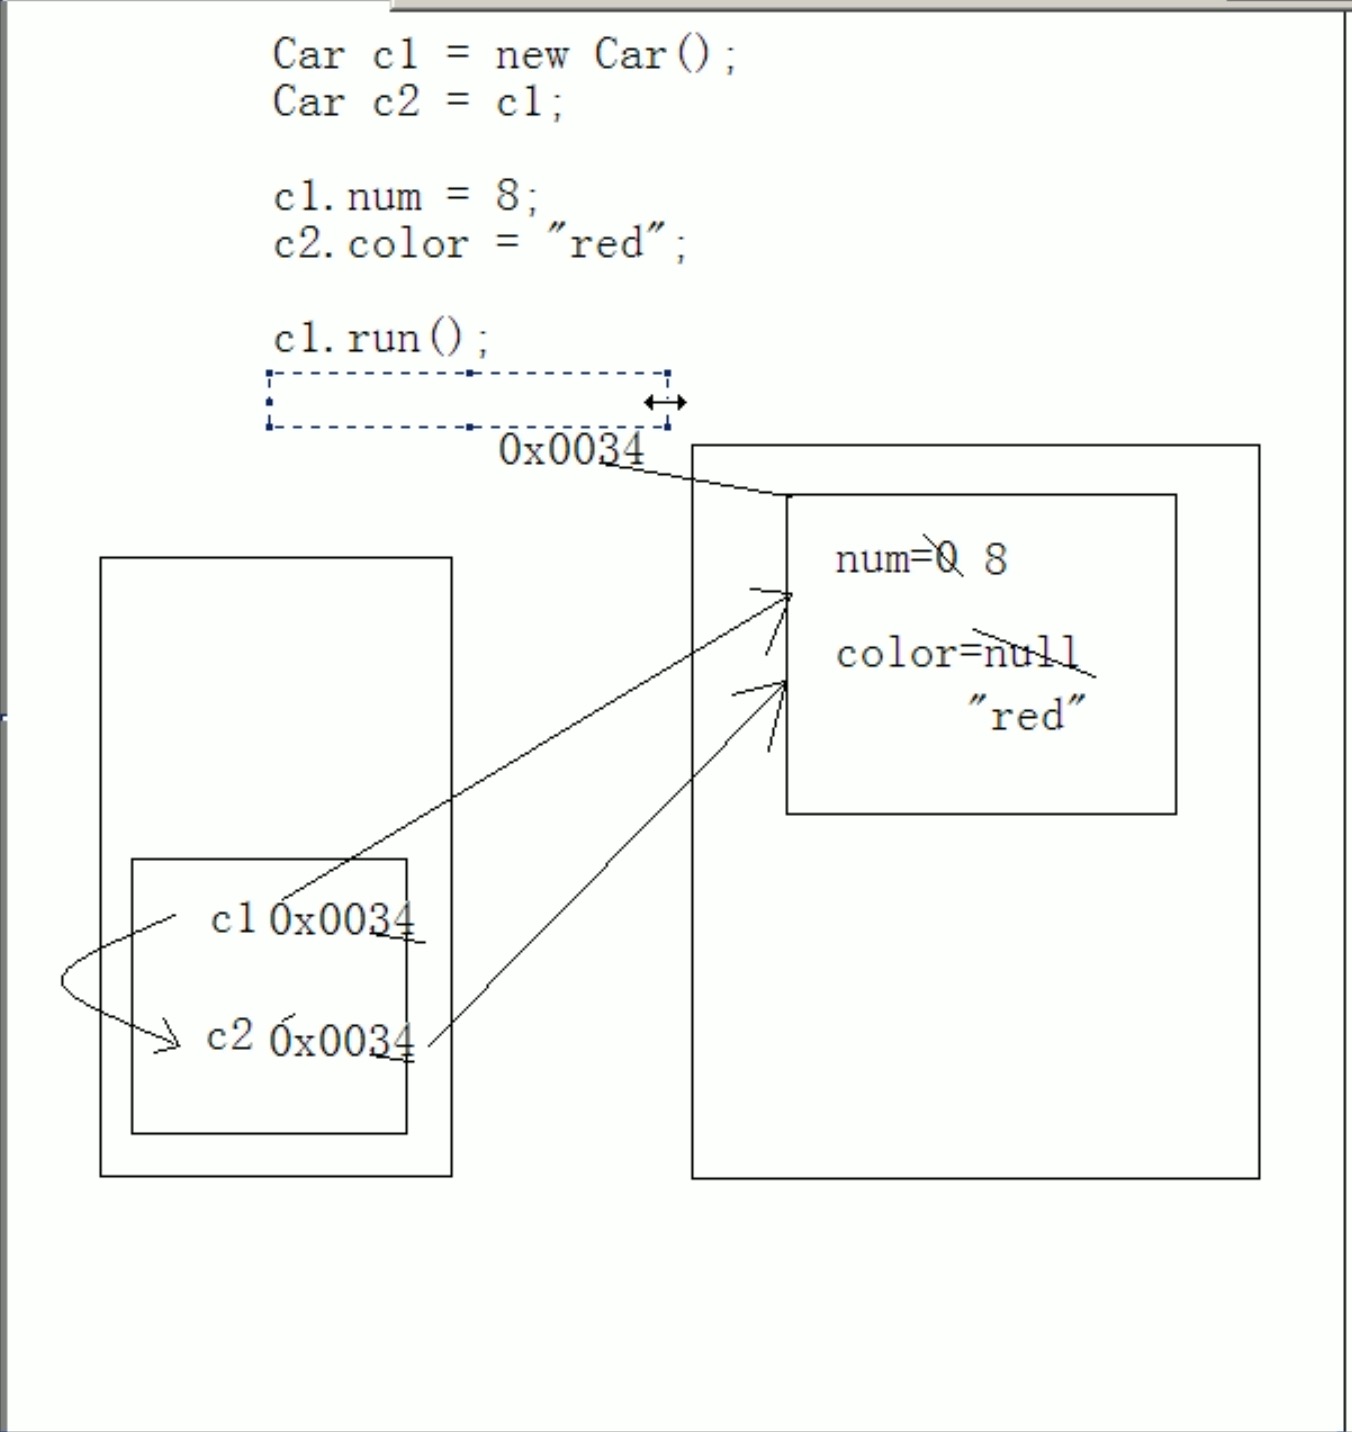 Car c1 = new Car();
Car c2 = c1;
c1.num = 8;
c2.color = "red";
c1.run();
0x0034
num=0 8
color=null
"red"
c1 0x0034
c2 0x0034